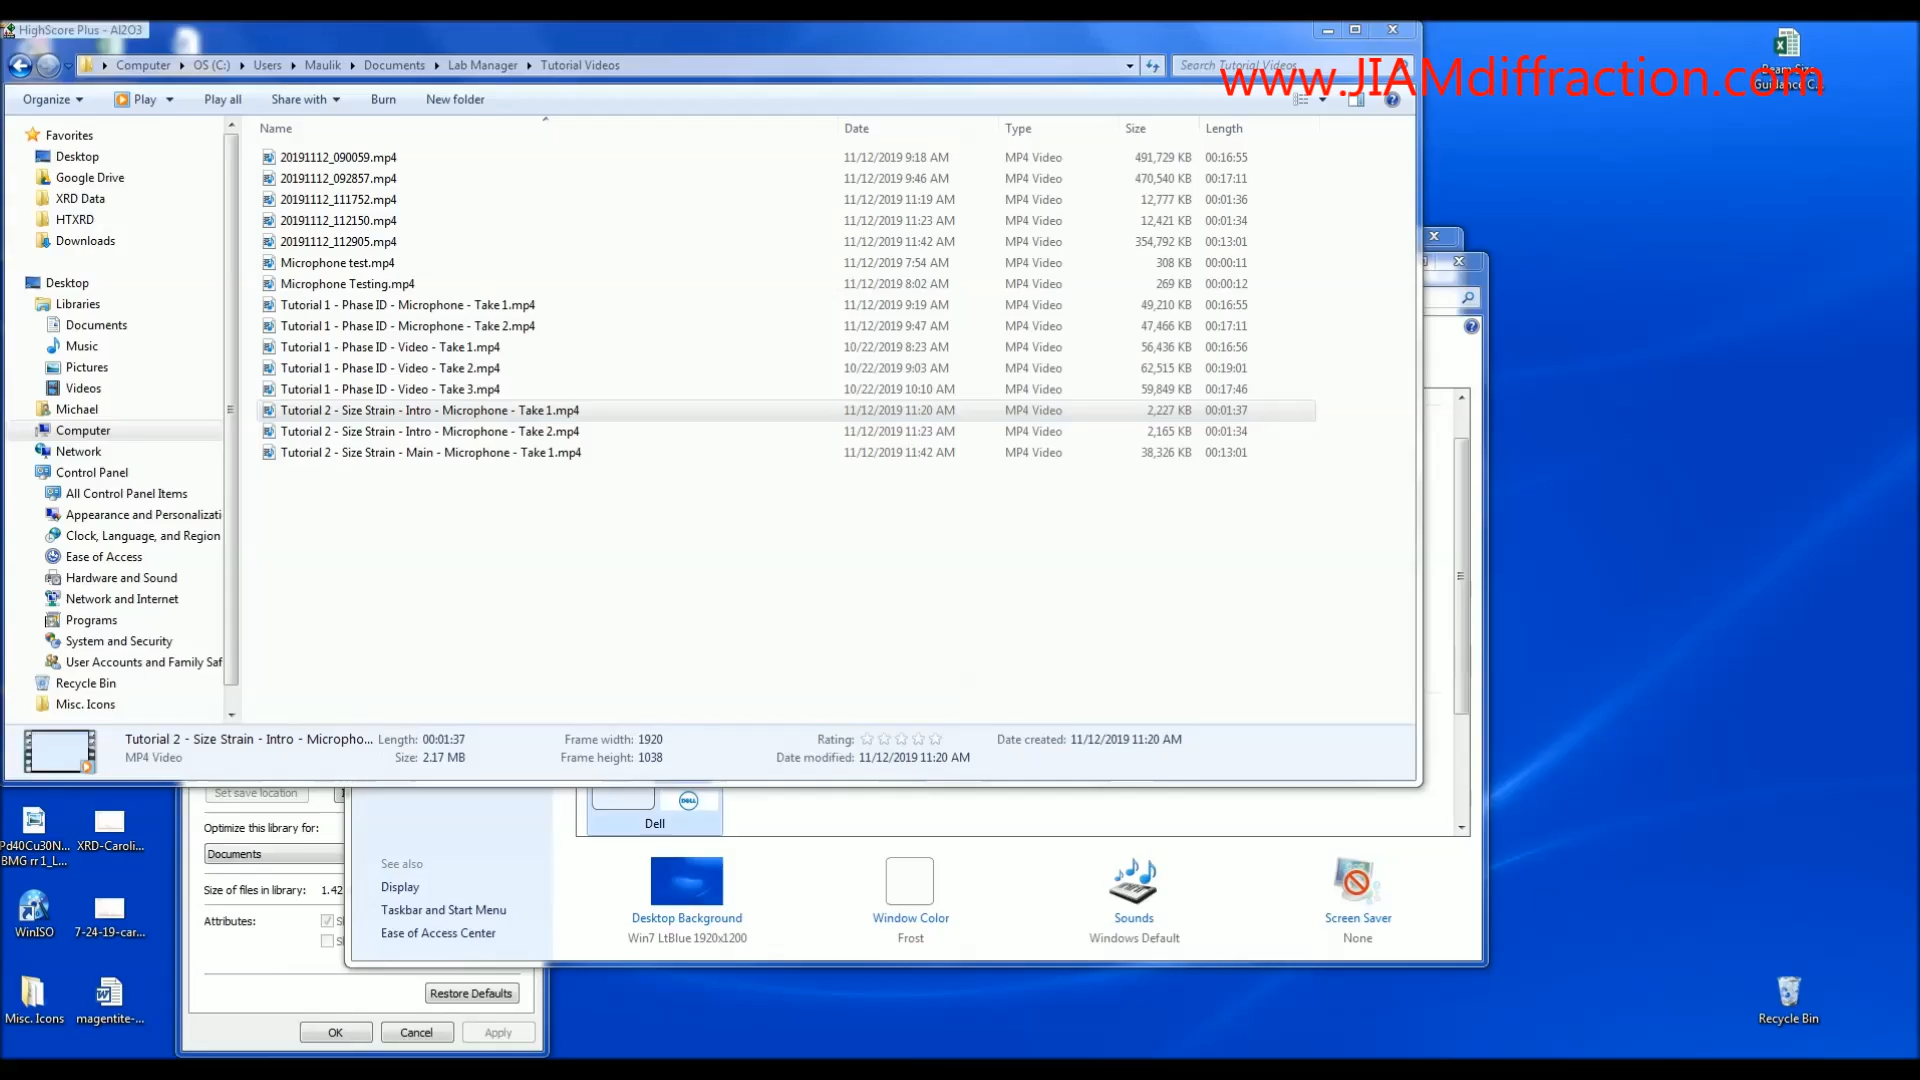 HighScore Plus - Al2O3
Computer OS (C:) Users Maulik Documents Lab Manager Tutorial Videos
Search Tutorial Videos
www.JIAMdiffraction.com
Guidance C...
Organize Play Play all Share with Burn New folder
Name Date Type Size Length
20191112_090059.mp4 11/12/2019 9:18 AM MP4 Video 491,729 KB 00:16:55
20191112_092857.mp4 11/12/2019 9:46 AM MP4 Video 470,540 KB 00:17:11
20191112_111752.mp4 11/12/2019 11:19 AM MP4 Video 12,777 KB 00:01:36
20191112_112150.mp4 11/12/2019 11:23 AM MP4 Video 12,421 KB 00:01:34
20191112_112905.mp4 11/12/2019 11:42 AM MP4 Video 354,792 KB 00:13:01
Microphone test.mp4 11/12/2019 7:54 AM MP4 Video 308 KB 00:00:11
Microphone Testing.mp4 11/12/2019 8:02 AM MP4 Video 269 KB 00:00:12
Tutorial 1 - Phase ID - Microphone - Take 1.mp4 11/12/2019 9:19 AM MP4 Video 49,210 KB 00:16:55
Tutorial 1 - Phase ID - Microphone - Take 2.mp4 11/12/2019 9:47 AM MP4 Video 47,466 KB 00:17:11
Tutorial 1 - Phase ID - Video - Take 1.mp4 10/22/2019 8:23 AM MP4 Video 56,436 KB 00:16:56
Tutorial 1 - Phase ID - Video - Take 2.mp4 10/22/2019 9:03 AM MP4 Video 62,515 KB 00:19:01
Tutorial 1 - Phase ID - Video - Take 3.mp4 10/22/2019 10:10 AM MP4 Video 59,849 KB 00:17:46
Tutorial 2 - Size Strain - Intro - Microphone - Take 1.mp4 11/12/2019 11:20 AM MP4 Video 2,227 KB 00:01:37
Tutorial 2 - Size Strain - Intro - Microphone - Take 2.mp4 11/12/2019 11:23 AM MP4 Video 2,165 KB 00:01:34
Tutorial 2 - Size Strain - Main - Microphone - Take 1.mp4 11/12/2019 11:42 AM MP4 Video 38,326 KB 00:13:01
Favorites
Desktop
Google Drive
XRD Data
HTXRD
Downloads
Desktop
Libraries
Documents
Music
Pictures
Videos
Michael
Computer
Network
Control Panel
All Control Panel Items
Appearance and Personalizati
Clock, Language, and Region
Ease of Access
Hardware and Sound
Network and Internet
Programs
System and Security
User Accounts and Family Saf
Recycle Bin
Misc. Icons
Tutorial 2 - Size Strain - Intro - Micropho... Length: 00:01:37 Frame width: 1920 Rating: Date created: 11/12/2019 11:20 AM
MP4 Video Size: 2.17 MB Frame height: 1038 Date modified: 11/12/2019 11:20 AM
Set save location
Optimize this library for:
Documents
Size of files in library: 1.42
Attributes:
Restore Defaults
OK Cancel Apply
DELL
Dell
See also
Display
Taskbar and Start Menu
Ease of Access Center
Desktop Background
Win7 LtBlue 1920x1200
Window Color
Frost
Sounds
Windows Default
Screen Saver
None
Pd40Cu30N...
BMG rr1_L...
XRD-Caroli...
WinISO
7-24-19-car...
Misc. Icons
magentite-...
Recycle Bin